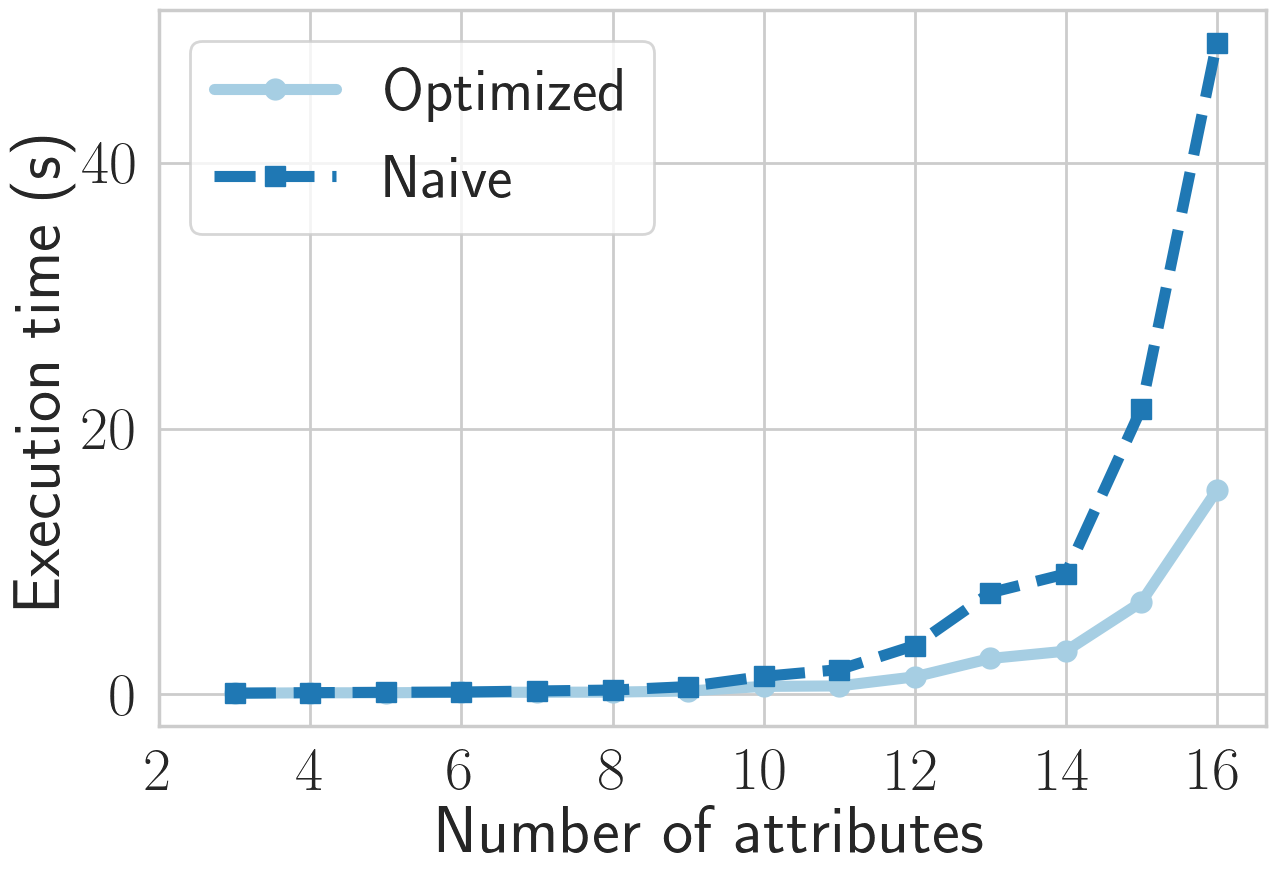 Optimized
Naive
Execution time (s)
40
20
0
2 4 6 8 10 12 14 16
Number of attributes